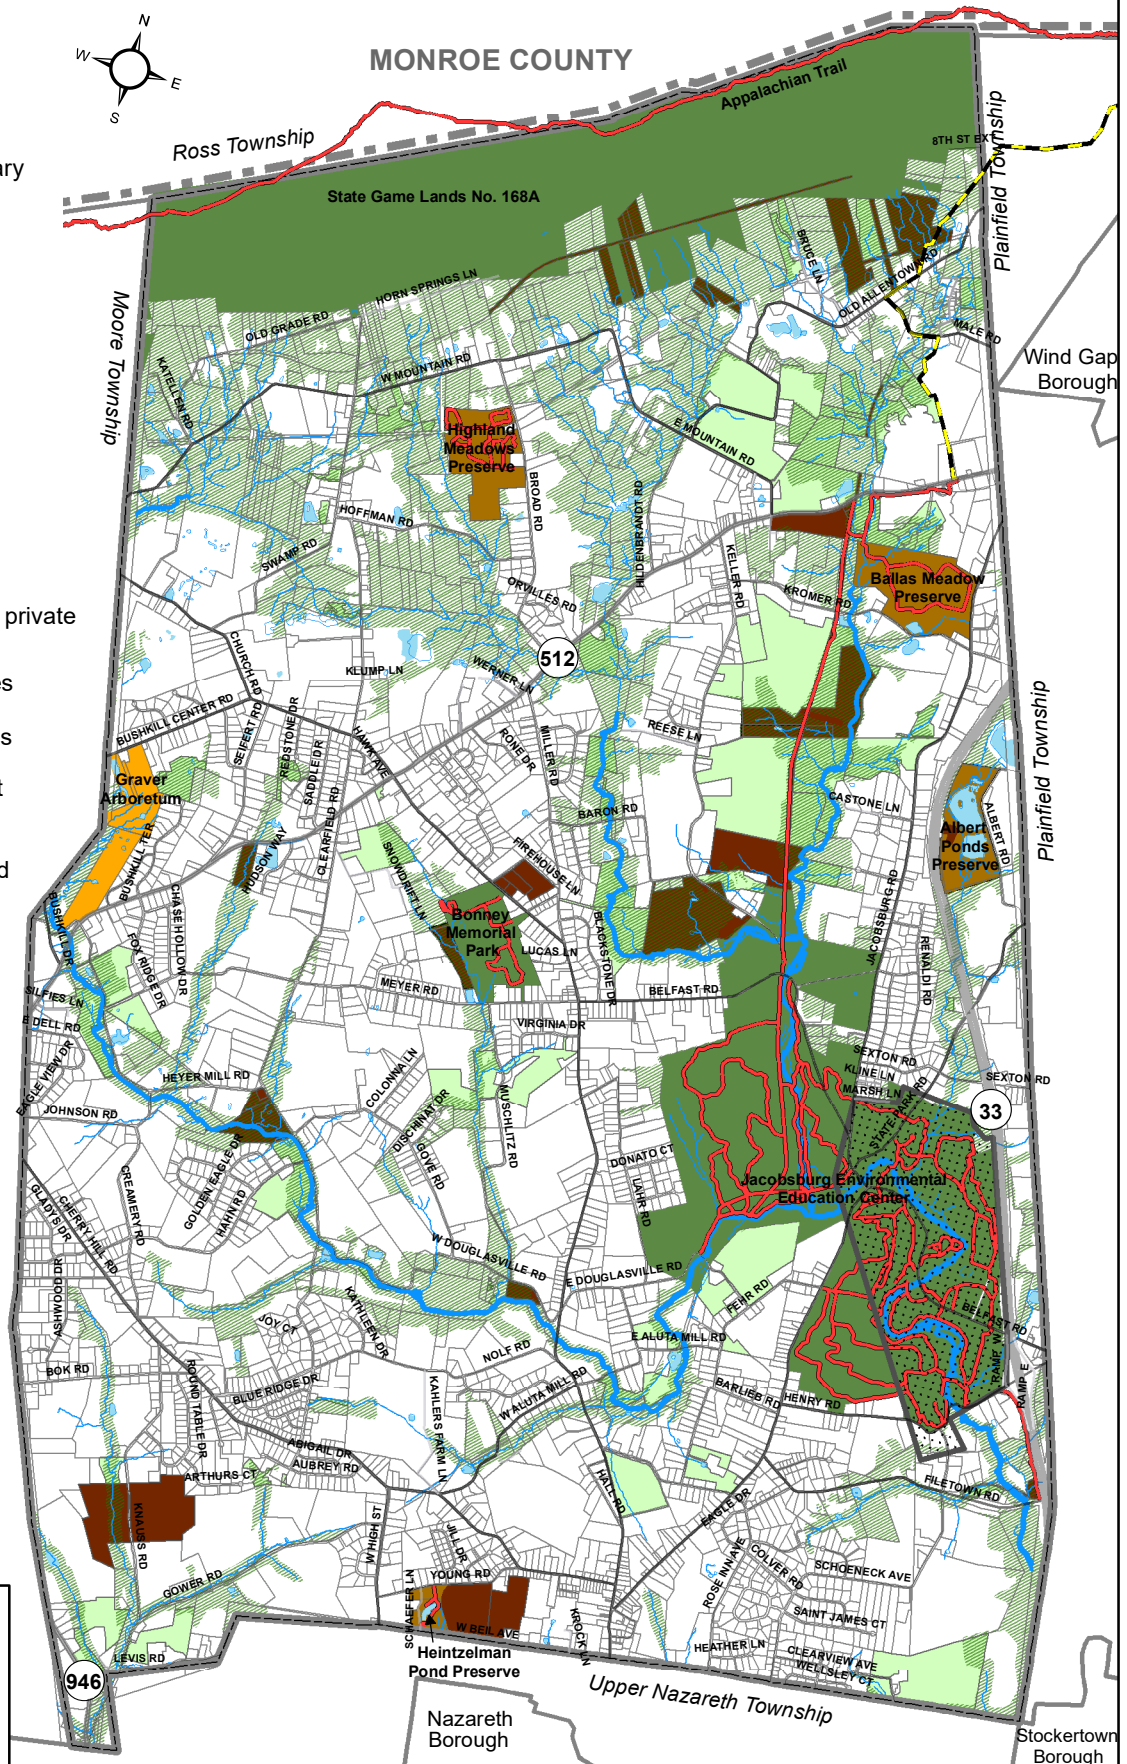 N
W
E
S
MONROE COUNTY
Appalachian Trail
Ross Township
8TH ST EXT
Plainfield Township
ary
State Game Lands No. 168A
BRUCE LN
OLD ALLENTOWN RD
HORN SPRINGS LN
Moore Township
OLD GRADE RD
MALE RD
Wind Gap
Borough
KATELLEN RD
W MOUNTAIN RD
E MOUNTAIN RD
Highland
Meadows
Preserve
BROAD RD
HILDENBRANDT RD
HOFFMAN RD
SWAMP RD
KELLER RD
Ballas Meadow
Preserve
ORVILLES RD
KROMER RD
private
CHURCH RD
512
KLUMP LN
WERNER LN
es
BUSHKILL CENTER RD
SEIFERT RD
REDSTONE DR
SADDLE DR
HAWK AVE
RONE DR
MILLER RD
REESE LN
Plainfield Township
s
Graver
Arboretum
t
CLEARFIELD RD
BARON RD
CASTONE LN
ALBERT RD
Albert
Ponds
Preserve
d
BUSHKILL TER
HUDSON WAY
SNOWDRIFT LN
FIREHOUSE LN
BUSHKILL DR
CHASE HOLLOW DR
FOX RIDGE DR
Bonney
Memorial
Park
LUCAS LN
BLACKSTONE DR
JACOBSBURG RD
RENALDI RD
SILFIES LN
MEYER RD
BELFAST RD
E DELL RD
VIRGINIA DR
EAGLE VIEW DR
SEXTON RD
KLINE LN
MARSH LN
SEXTON RD
HEYER MILL RD
COLONNA LN
33
JOHNSON RD
DISCHINAT DR
MUSCHLITZ RD
STATE PARK RD
GOVE RD
DONATO CT
LAHR RD
GOLDEN EAGLE DR
HAHN RD
CREAMERY RD
GLADYS DR
CHERRY HILL RD
Jacobsburg Environmental
Education Center
ASHWOOD DR
W DOUGLASVILLE RD
E DOUGLASVILLE RD
FEHR RD
JOY CT
KATHLEEN DR
E ALUTA MILL RD
BELFAST RD
BOK RD
ROUND TABLE DR
BLUE RIDGE DR
NOLF RD
W ALUTA MILL RD
KAHLERS FARM LN
BARLIEB RD
HENRY RD
RAMP W
RAMP E
ABIGAIL DR
AUBREY RD
ARTHURS CT
HALL RD
FILETOWN RD
KNAUSS RD
W HIGH ST
JILL DR
EAGLE DR
COLVER RD
ROSE INN AVE
SCHOENECK AVE
GOWER RD
YOUNG RD
SCHAEFER LN
W BEIL AVE
KROCK LN
SAINT JAMES CT
HEATHER LN
CLEARVIEW AVE
WELLSLEY CT
LEVIS RD
Heintzelman
Pond Preserve
946
Upper Nazareth Township
Nazareth
Borough
Stockertown
Borough